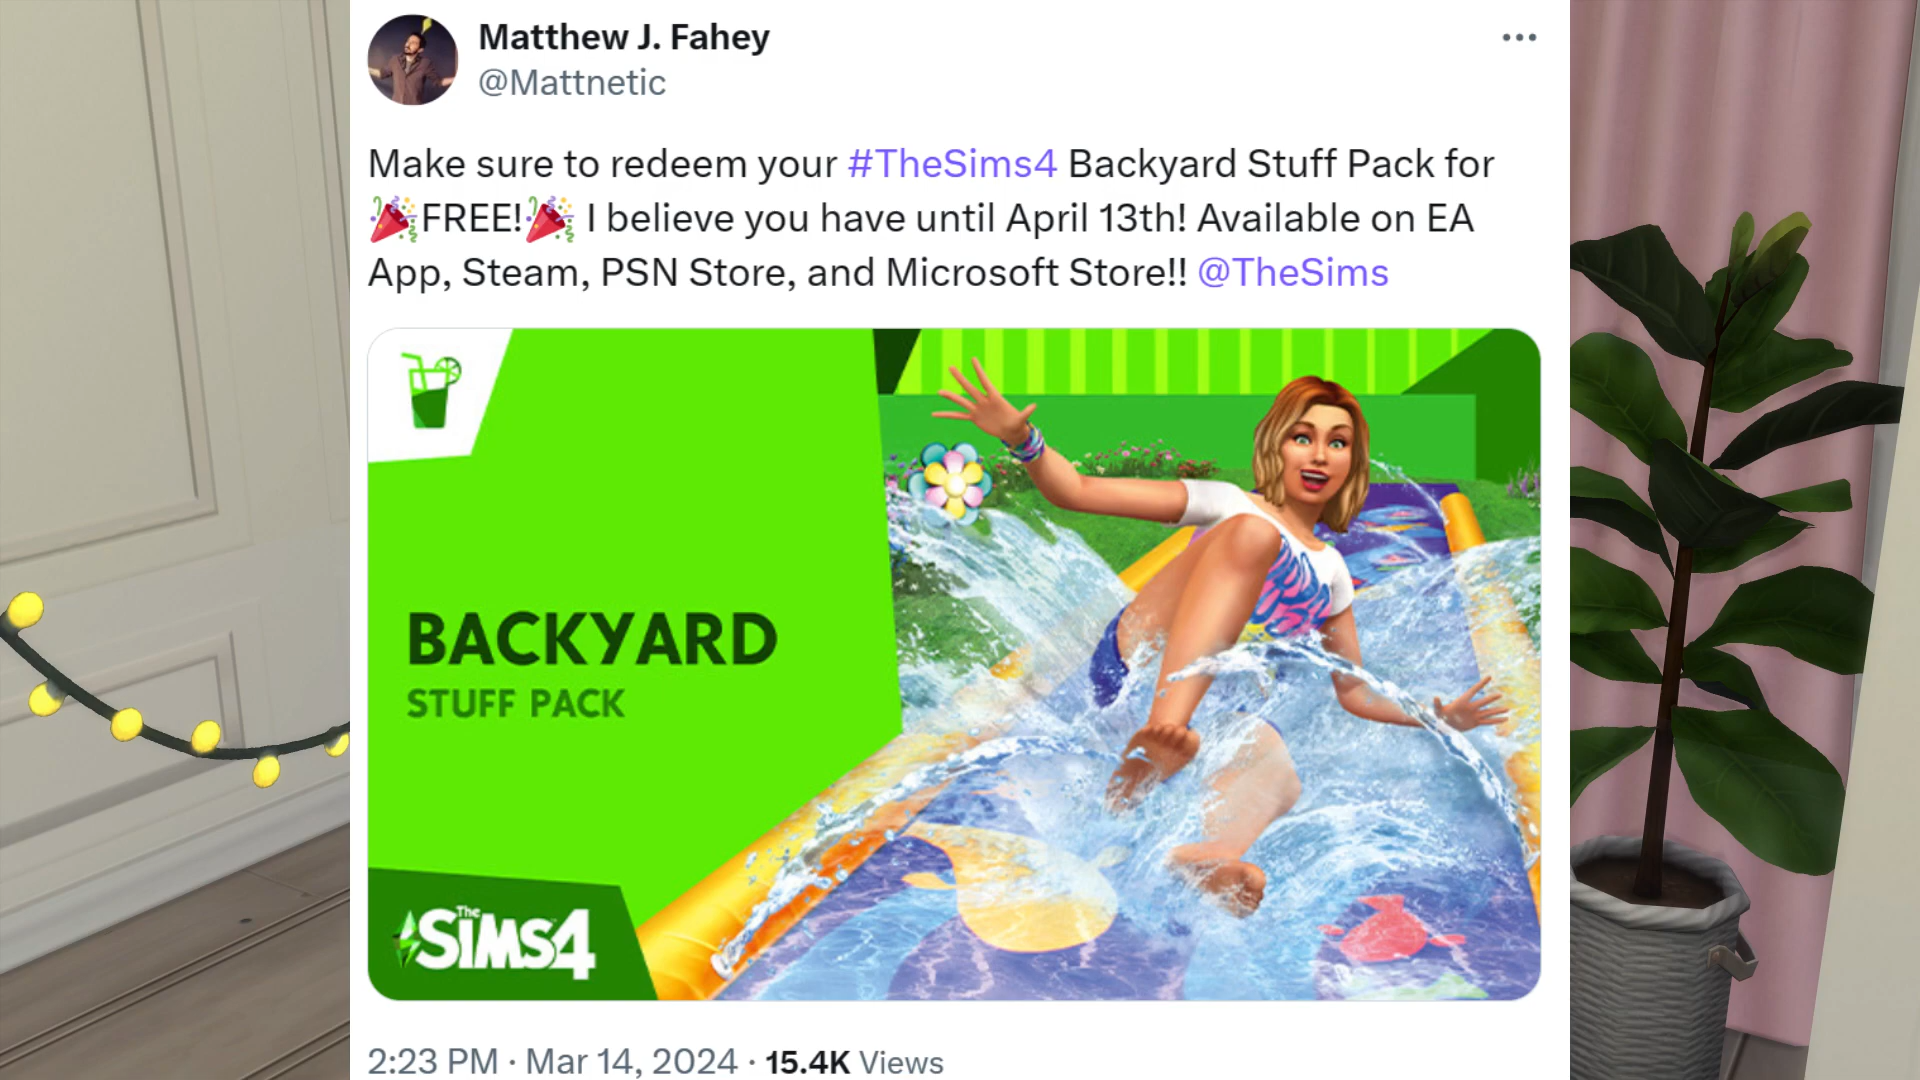 Matthew J. Fahey
@Mattnetic
Make sure to redeem your #TheSims4 Backyard Stuff Pack for
🎉FREE!🎉 I believe you have until April 13th! Available on EA
App, Steam, PSN Store, and Microsoft Store!! @TheSims
BACKYARD
STUFF PACK
The SIMS 4
2:23 PM · Mar 14, 2024 · 15.4K Views